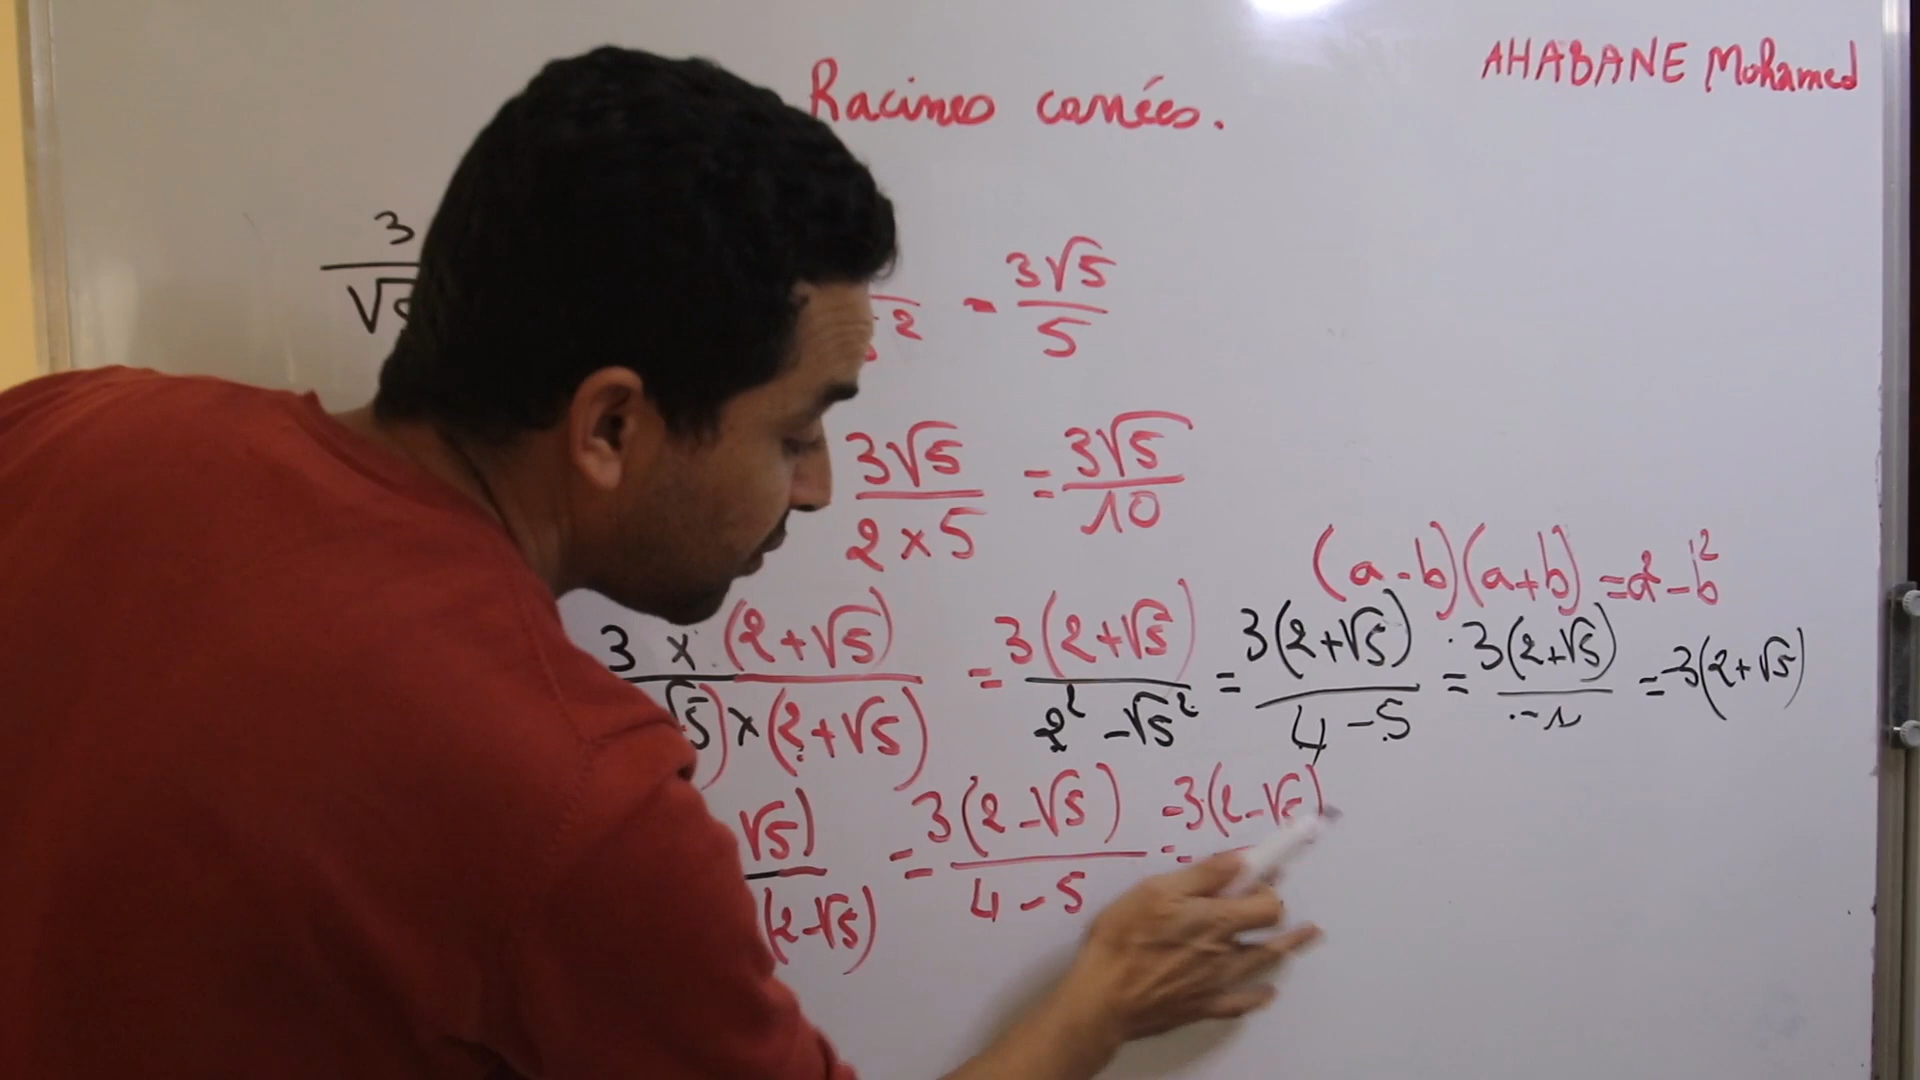 AHABANE Mohamed
Racines carrées.
3/√ 2 = 3√5/5
3√5/(2×5) = 3√5/10
(a-b)(a+b) = a²-b²
3 × (2+√5)/ √5)×(2+√5) = 3(2+√5)/(2²-√5²) = 3(2+√5)/(4-5) = 3(2+√5)/-1 = -3(2+√5)
√5)/(2-√5) = 3(2-√5)/(4-5) = -3(2-√5)